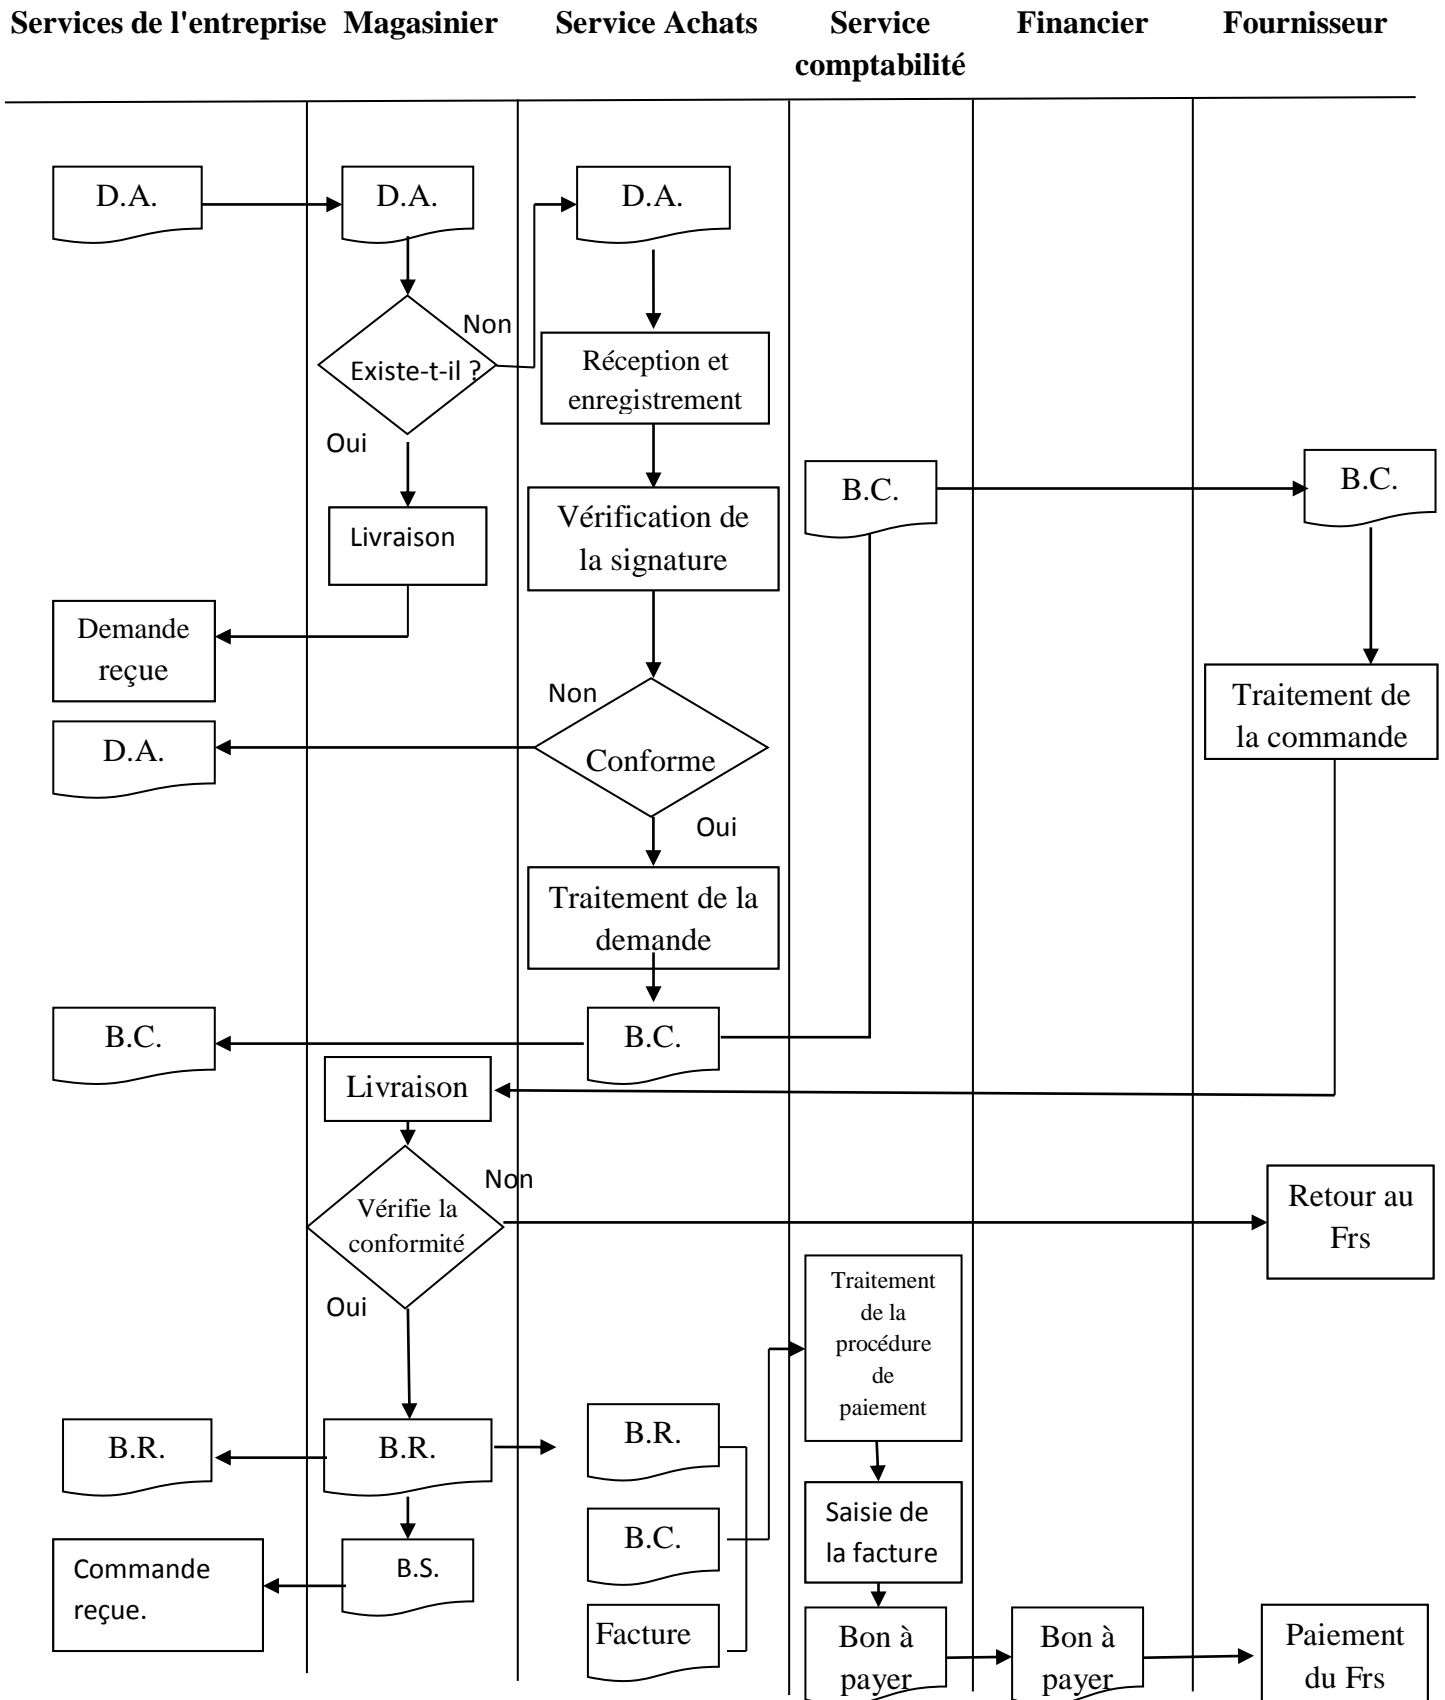 Services de l'entreprise
Magasinier
Service Achats
Service
comptabilité
Financier
Fournisseur
D.A.
D.A.
D.A.
Non
Existe-t-il ?
Oui
Réception et
enregistrement
Livraison
Vérification de
la signature
B.C.
B.C.
Demande
reçue
Non
Traitement de
la commande
D.A.
Conforme
Oui
Traitement de la
demande
B.C.
B.C.
Livraison
Non
Vérifie la
conformité
Oui
Retour au
Frs
Traitement
de la
procédure
de
paiement
B.R.
B.R.
B.R.
Saisie de
la facture
B.C.
Commande
reçue.
B.S.
Facture
Bon à
payer
Bon à
payer
Paiement
du Frs